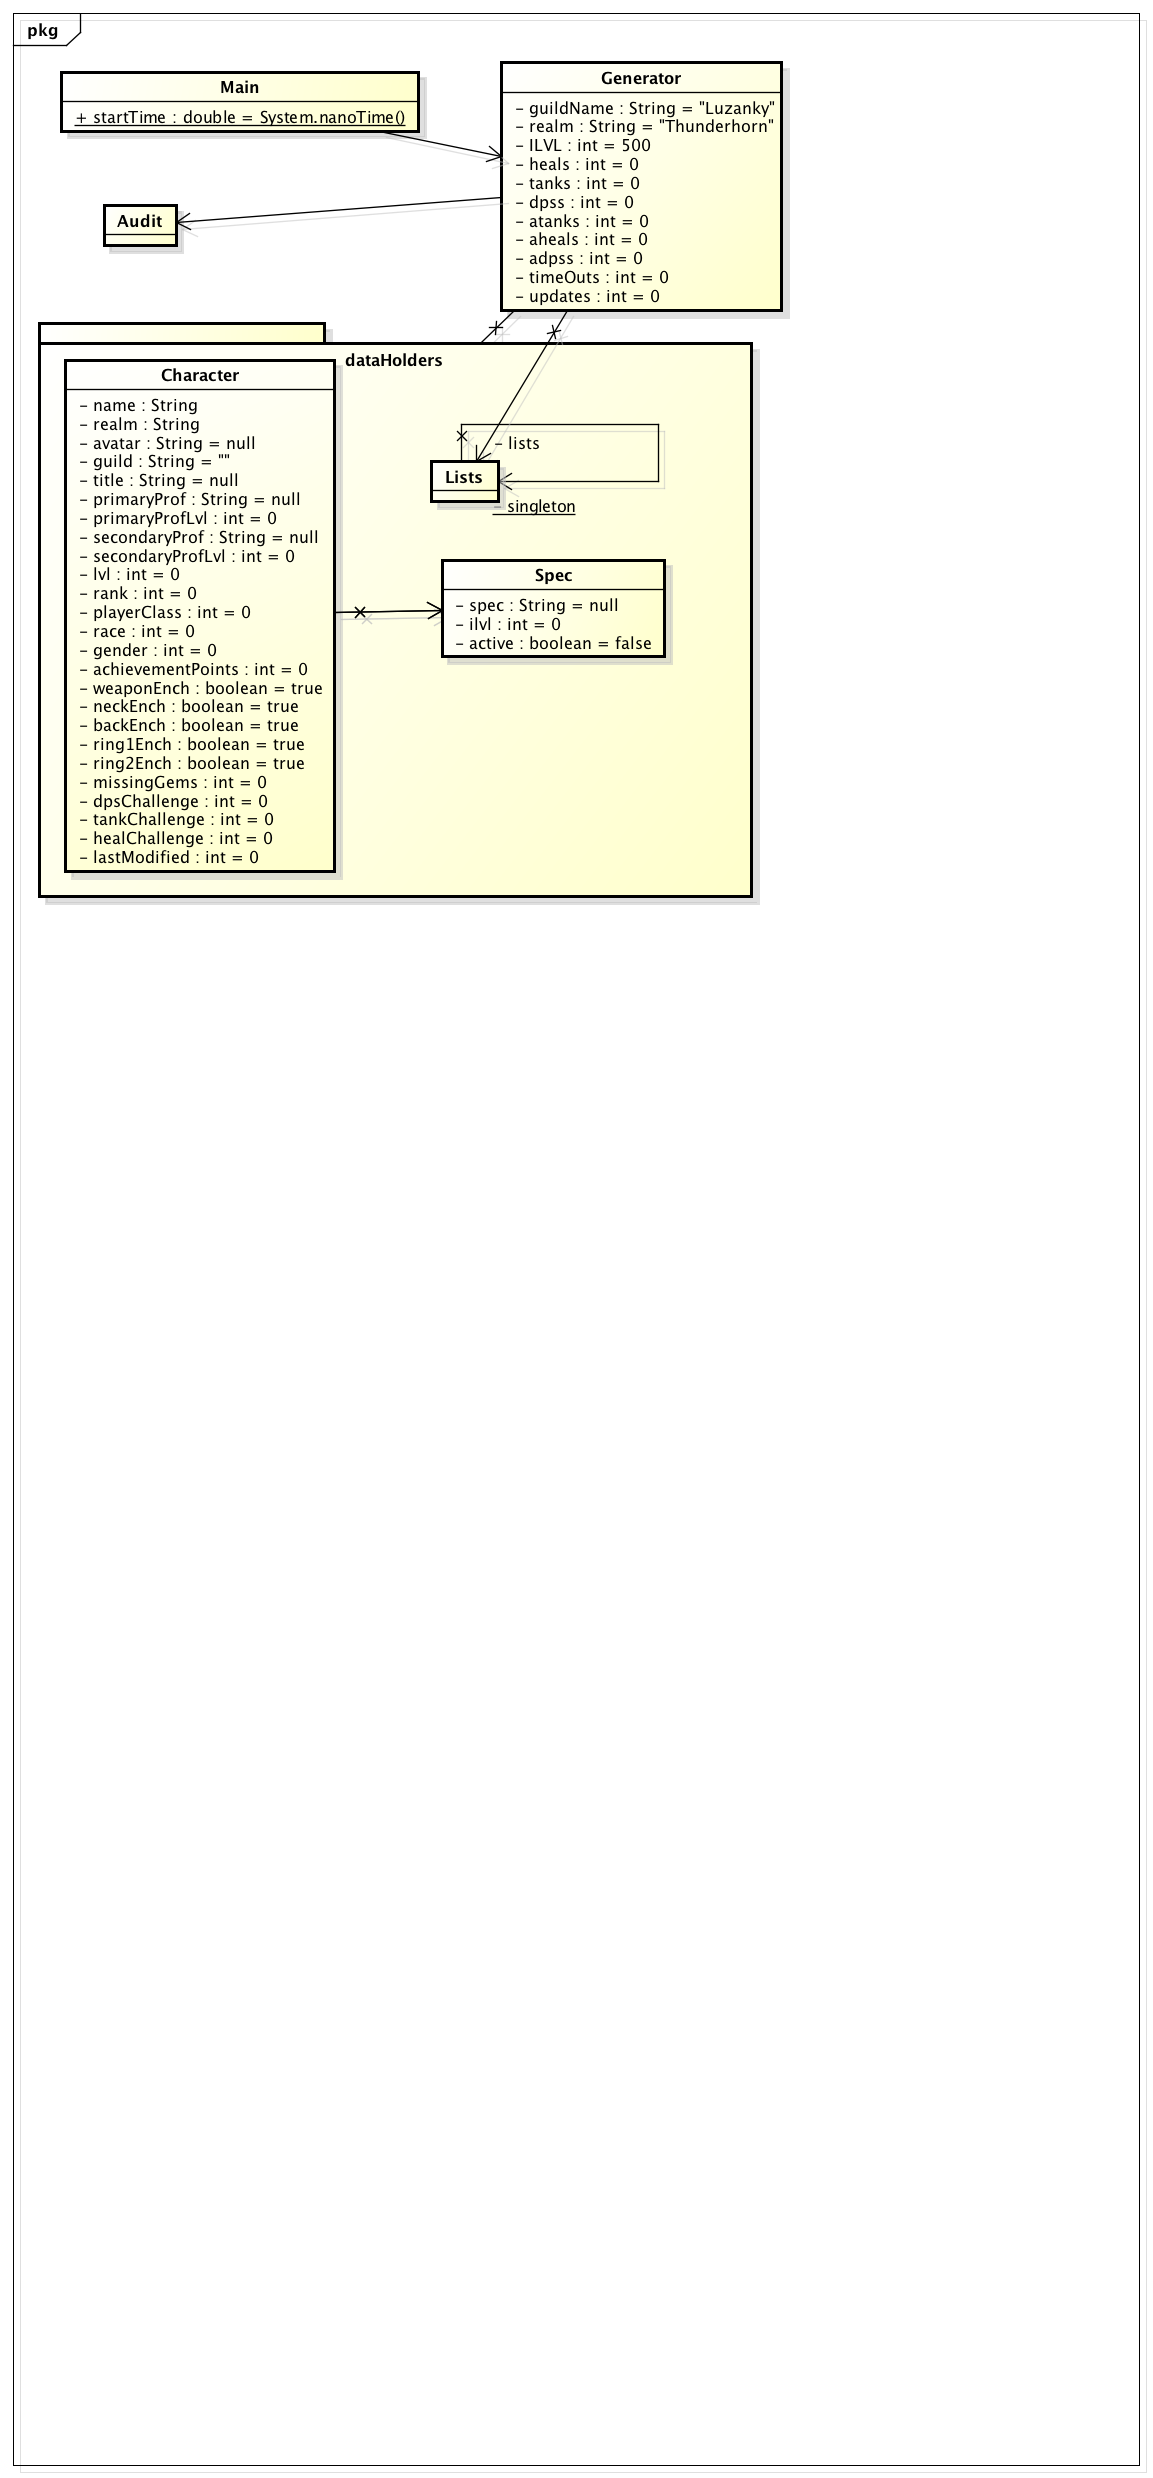 pkg
Main
+ startTime : double = System.nanoTime()
Generator
- guildName : String = "Luzanky"
- realm : String = "Thunderhorn"
- ILVL : int = 500
- heals : int = 0
- tanks : int = 0
- dpss : int = 0
- atanks : int = 0
- aheals : int = 0
- adpss : int = 0
- timeOuts : int = 0
- updates : int = 0
Audit
dataHolders
Character
- name : String
- realm : String
- avatar : String = null
- guild : String = ""
- title : String = null
- primaryProf : String = null
- primaryProfLvl : int = 0
- secondaryProf : String = null
- secondaryProfLvl : int = 0
- lvl : int = 0
- rank : int = 0
- playerClass : int = 0
- race : int = 0
- gender : int = 0
- achievementPoints : int = 0
- weaponEnch : boolean = true
- neckEnch : boolean = true
- backEnch : boolean = true
- ring1Ench : boolean = true
- ring2Ench : boolean = true
- missingGems : int = 0
- dpsChallenge : int = 0
- tankChallenge : int = 0
- healChallenge : int = 0
- lastModified : int = 0
- lists
Lists
- singleton
Spec
- spec : String = null
- ilvl : int = 0
- active : boolean = false